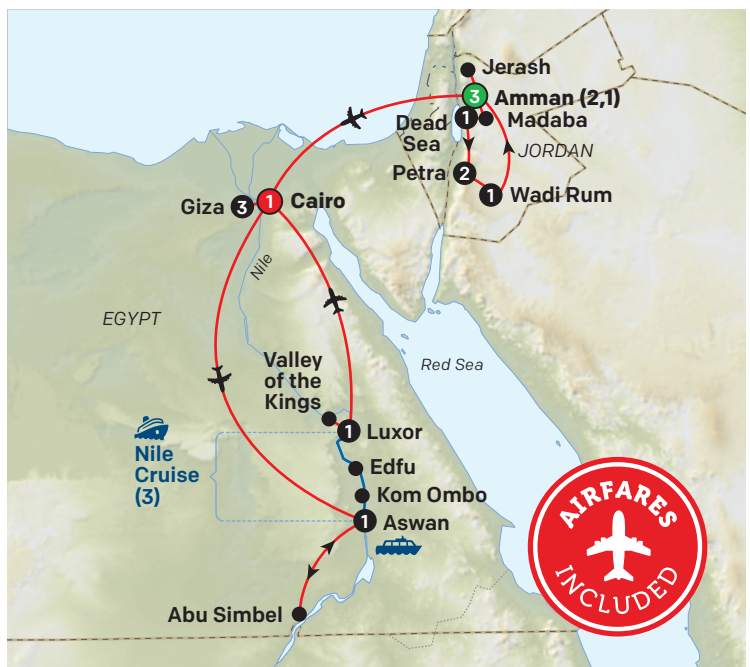 Jerash
3
Amman (2,1)
1
Dead
Sea
Madaba
JORDAN
Petra
2
1
Wadi Rum
Giza
3
1
Cairo
Nile
EGYPT
Red Sea
Valley
of the
Kings
1
Luxor
Nile
Cruise
(3)
Edfu
Kom Ombo
1
Aswan
Abu Simbel
AIRFARES
INCLUDED